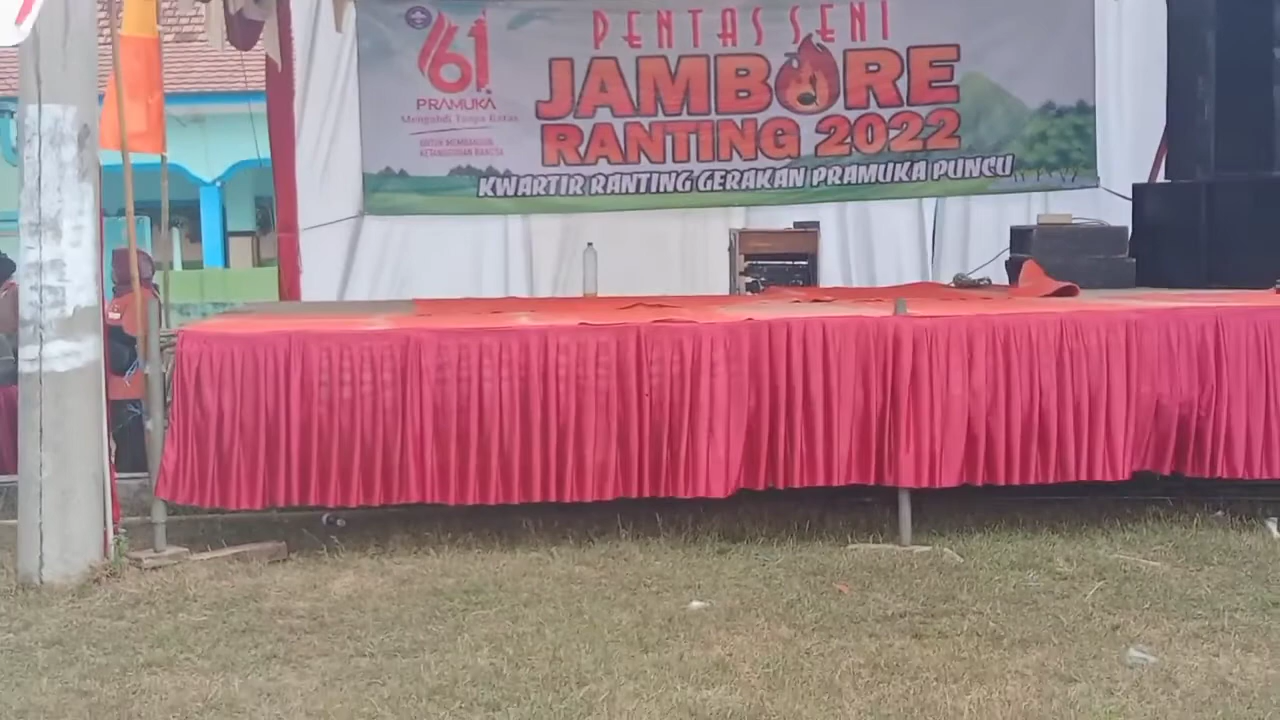 61
PRAMUKA
Mengabdi Tanpa Batas
UNTUK MEMBANGUN
KETANGGUHAN BANGSA
PENTAS SENI
JAMBORE
RANTING 2022
KWARTIR RANTING GERAKAN PRAMUKA PUNCU